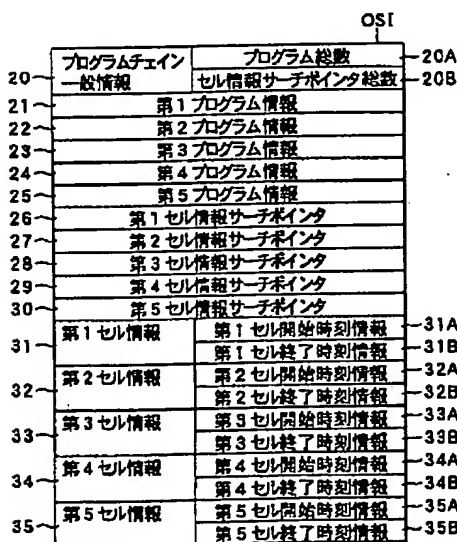 OSI
プログラムチェイン プログラム総数 20A
20 一般情報 セル情報サーチポインタ総数 20B
21 第1プログラム情報
22 第2プログラム情報
23 第3プログラム情報
24 第4プログラム情報
25 第5プログラム情報
26 第1セル情報サーチポインタ
27 第2セル情報サーチポインタ
28 第3セル情報サーチポインタ
29 第4セル情報サーチポインタ
30 第5セル情報サーチポインタ
31 第1セル情報 第1セル開始時刻情報 31A
第1セル終了時刻情報 31B
32 第2セル情報 第2セル開始時刻情報 32A
第2セル終了時刻情報 32B
33 第3セル情報 第3セル開始時刻情報 33A
第3セル終了時刻情報 33B
34 第4セル情報 第4セル開始時刻情報 34A
第4セル終了時刻情報 34B
35 第5セル情報 第5セル開始時刻情報 35A
第5セル終了時刻情報 35B